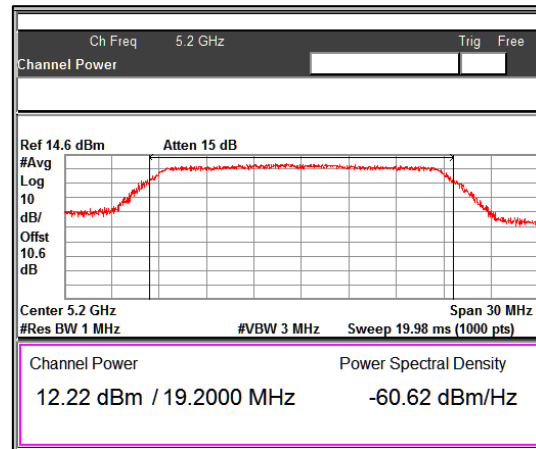 Ch Freq 5.2 GHz Trig Free
Channel Power
Ref 14.6 dBm Atten 15 dB
#Avg
Log
10
dB/
Offst
10.6
dB
Center 5.2 GHz Span 30 MHz
#Res BW 1 MHz #VBW 3 MHz Sweep 19.98 ms (1000 pts)
Channel Power Power Spectral Density
12.22 dBm / 19.2000 MHz -60.62 dBm/Hz